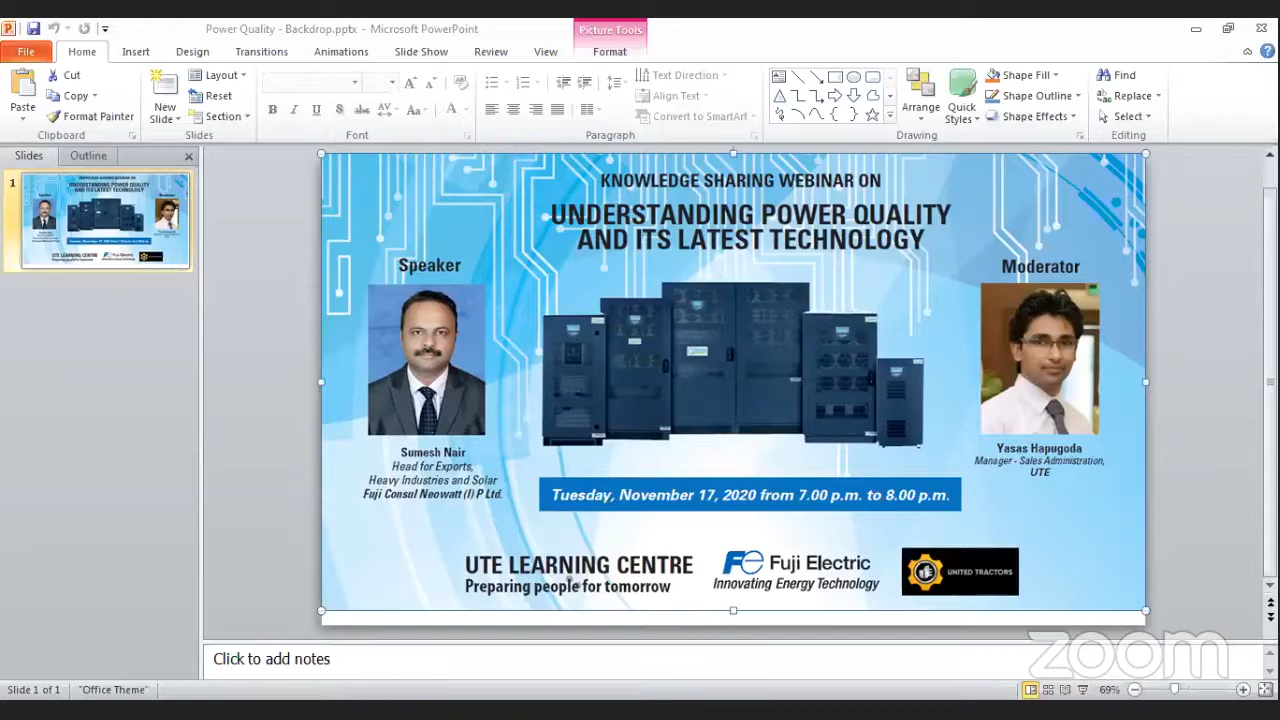 Power Quality - Backdrop.pptx - Microsoft PowerPoint
Picture Tools
File
Home
Insert
Design
Transitions
Animations
Slide Show
Review
View
Format
Paste
Cut
Copy
Format Painter
Clipboard
New
Slide
Layout
Reset
Section
Slides
Font
Text Direction
Align Text
Convert to SmartArt
Paragraph
Arrange
Quick
Styles
Shape Fill
Shape Outline
Shape Effects
Drawing
Find
Replace
Select
Editing
Slides
Outline
1
KNOWLEDGE SHARING WEBINAR ON
UNDERSTANDING POWER QUALITY
AND ITS LATEST TECHNOLOGY
Speaker
Moderator
Sumesh Nair
Head for Exports,
Heavy Industries and Solar
Fuji Consul Neowatt (I) P Ltd.
Yasas Hapugoda
Manager - Sales Administration,
UTE
Tuesday, November 17, 2020 from 7.00 p.m. to 8.00 p.m.
UTE LEARNING CENTRE
Preparing people for tomorrow
Fe Fuji Electric
Innovating Energy Technology
UNITED TRACTORS
Click to add notes
zoom
Slide 1 of 1
"Office Theme"
69%